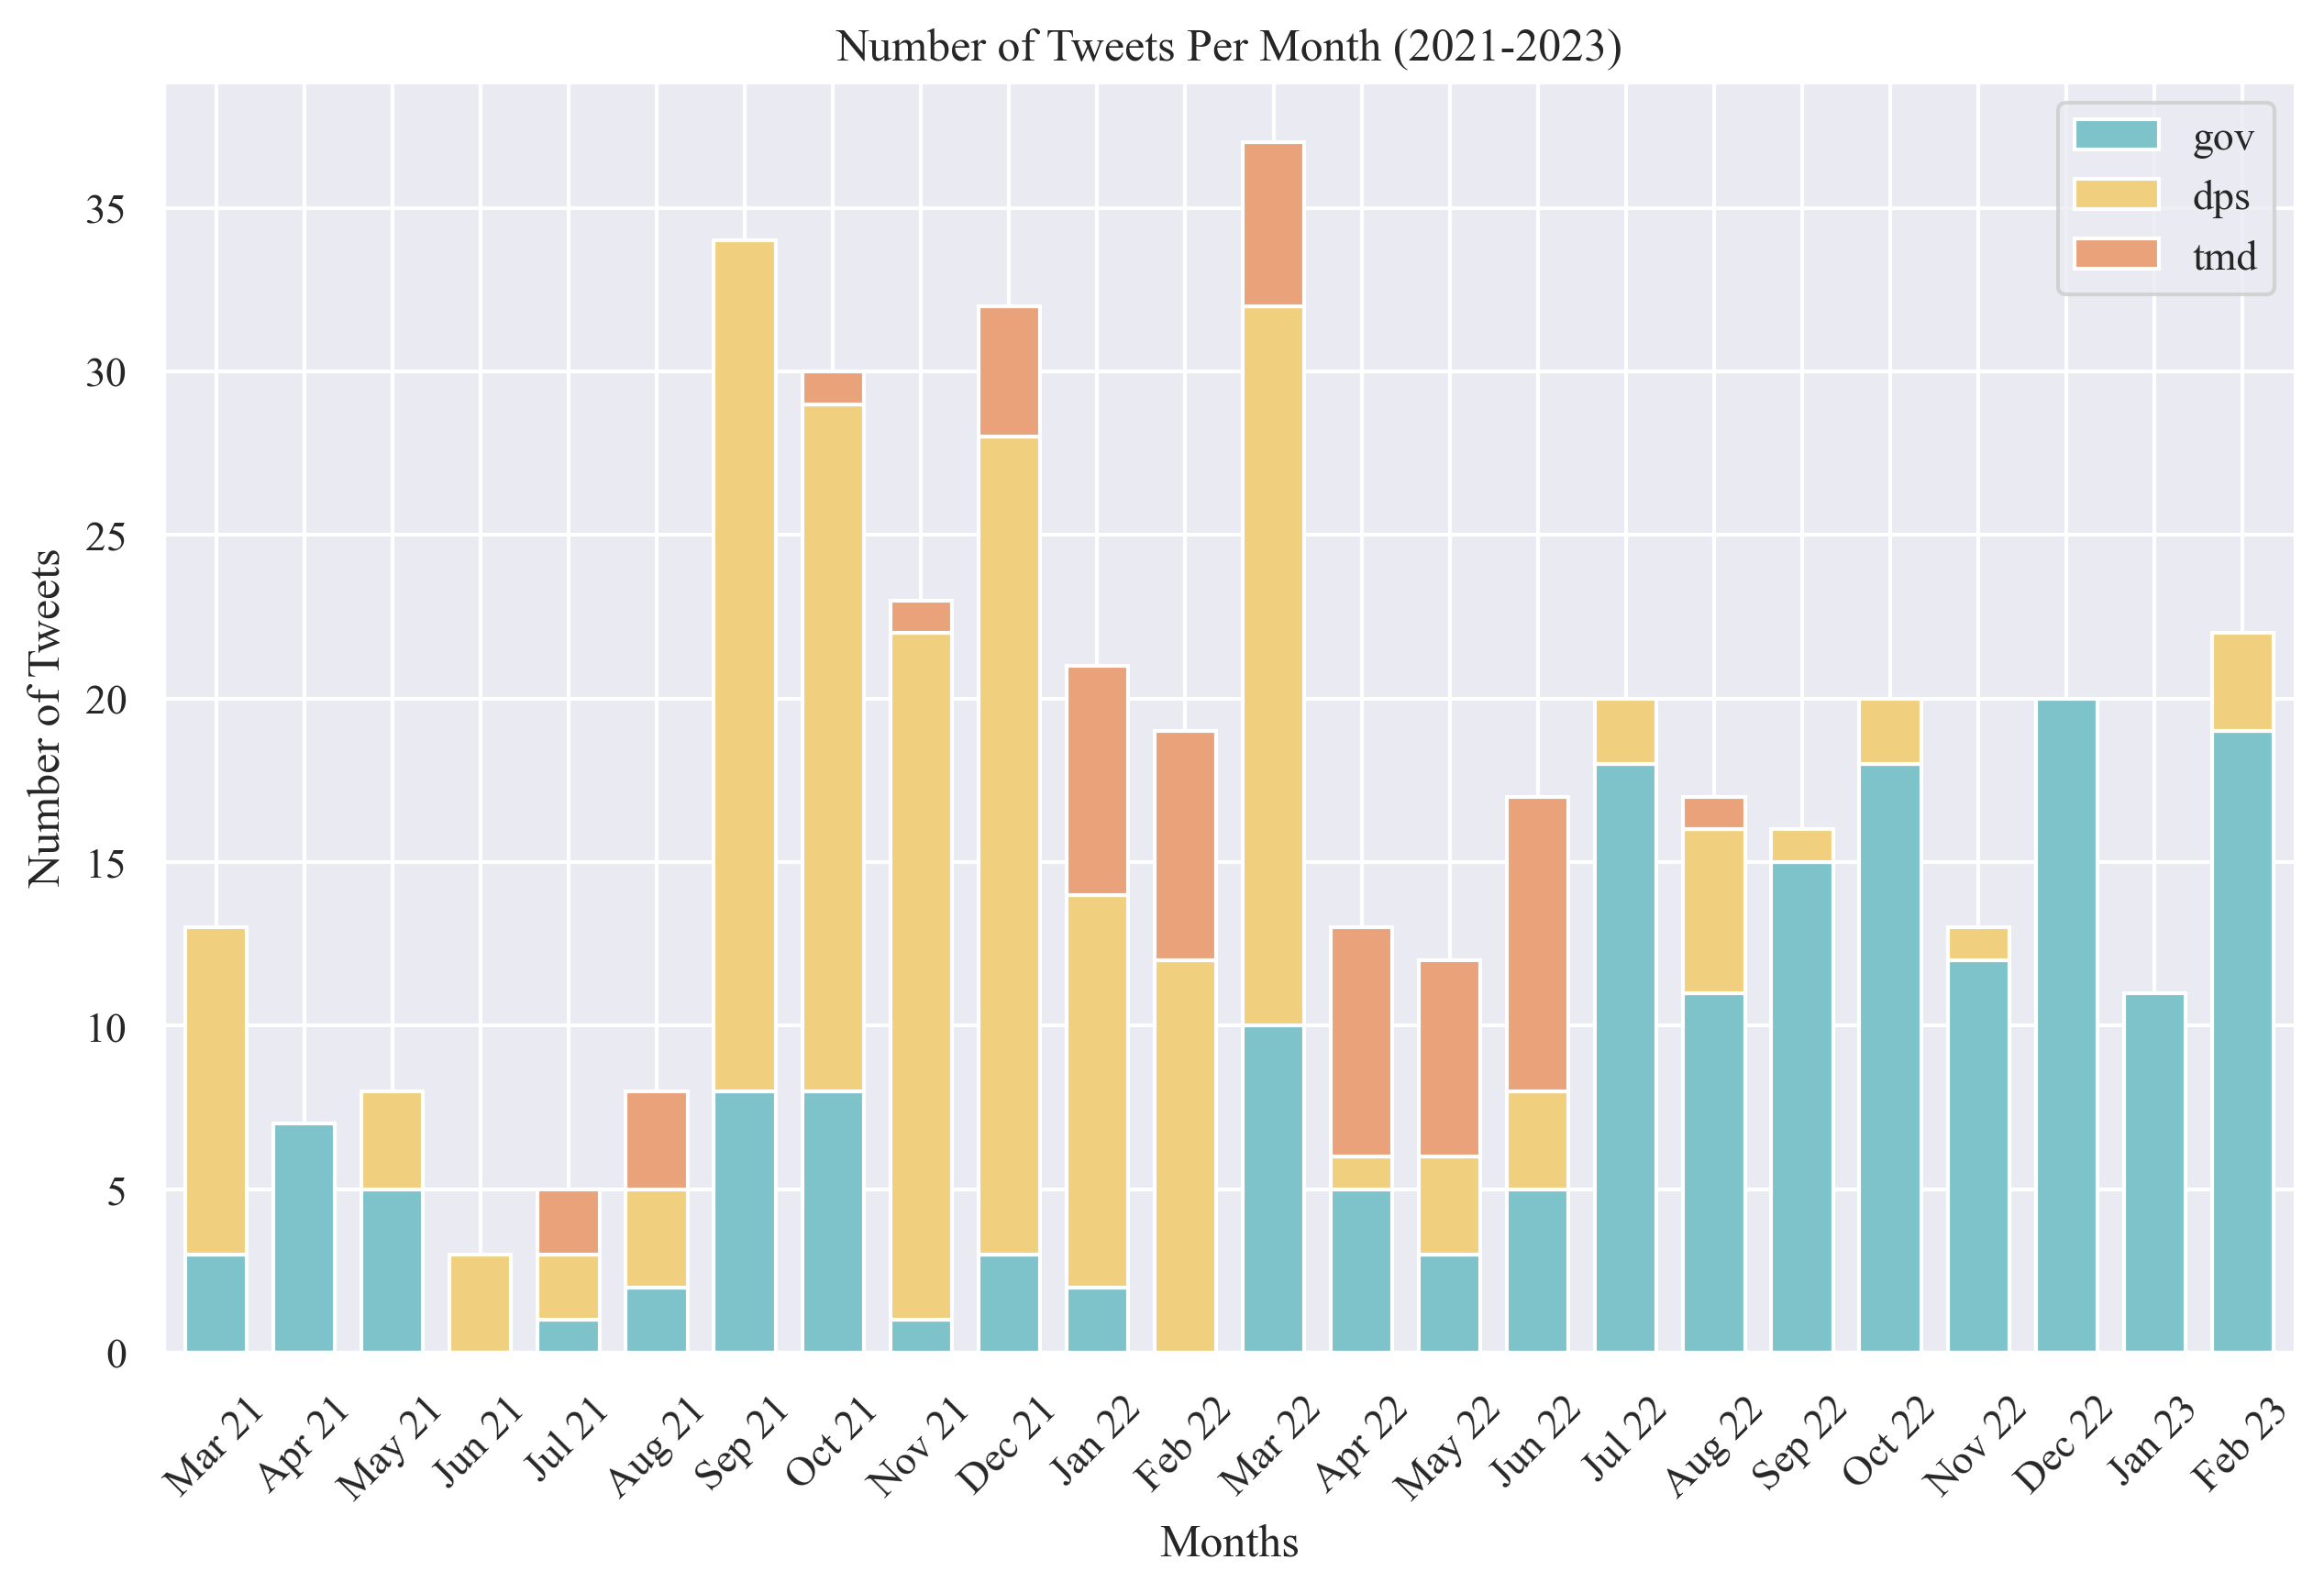 Number of Tweets Per Month (2021-2023)
gov
dps
tmd
Number of Tweets
35
30
25
20
15
10
5
0
Mar 21
Apr 21
May 21
Jun 21
Jul 21
Aug 21
Sep 21
Oct 21
Nov 21
Dec 21
Jan 22
Feb 22
Mar 22
Apr 22
May 22
Jun 22
Jul 22
Aug 22
Sep 22
Oct 22
Nov 22
Dec 22
Jan 23
Feb 23
Months